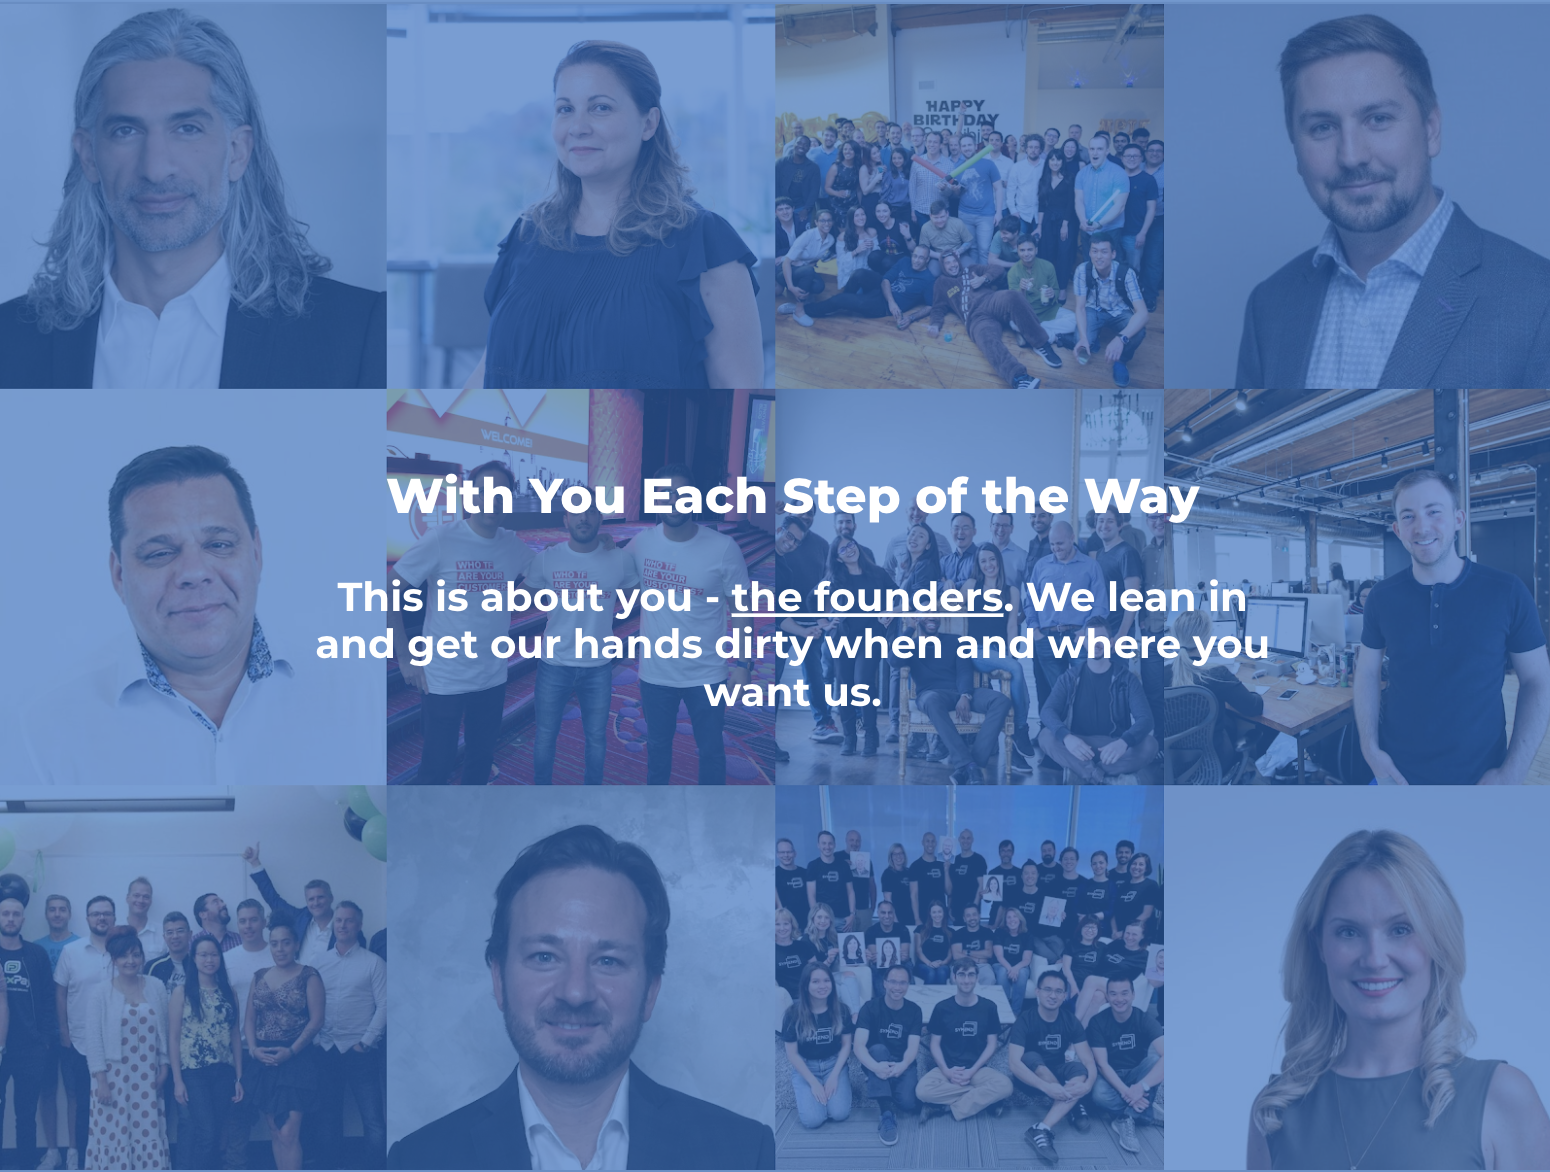 HAPPY
BIRTHDAY
WELCOME!
With You Each Step of the Way
WHO TF
ARE YOUR
WHO TF
ARE YOUR
WHO TF
ARE YOUR
This is about you - the founders. We lean in
and get our hands dirty when and where you
want us.